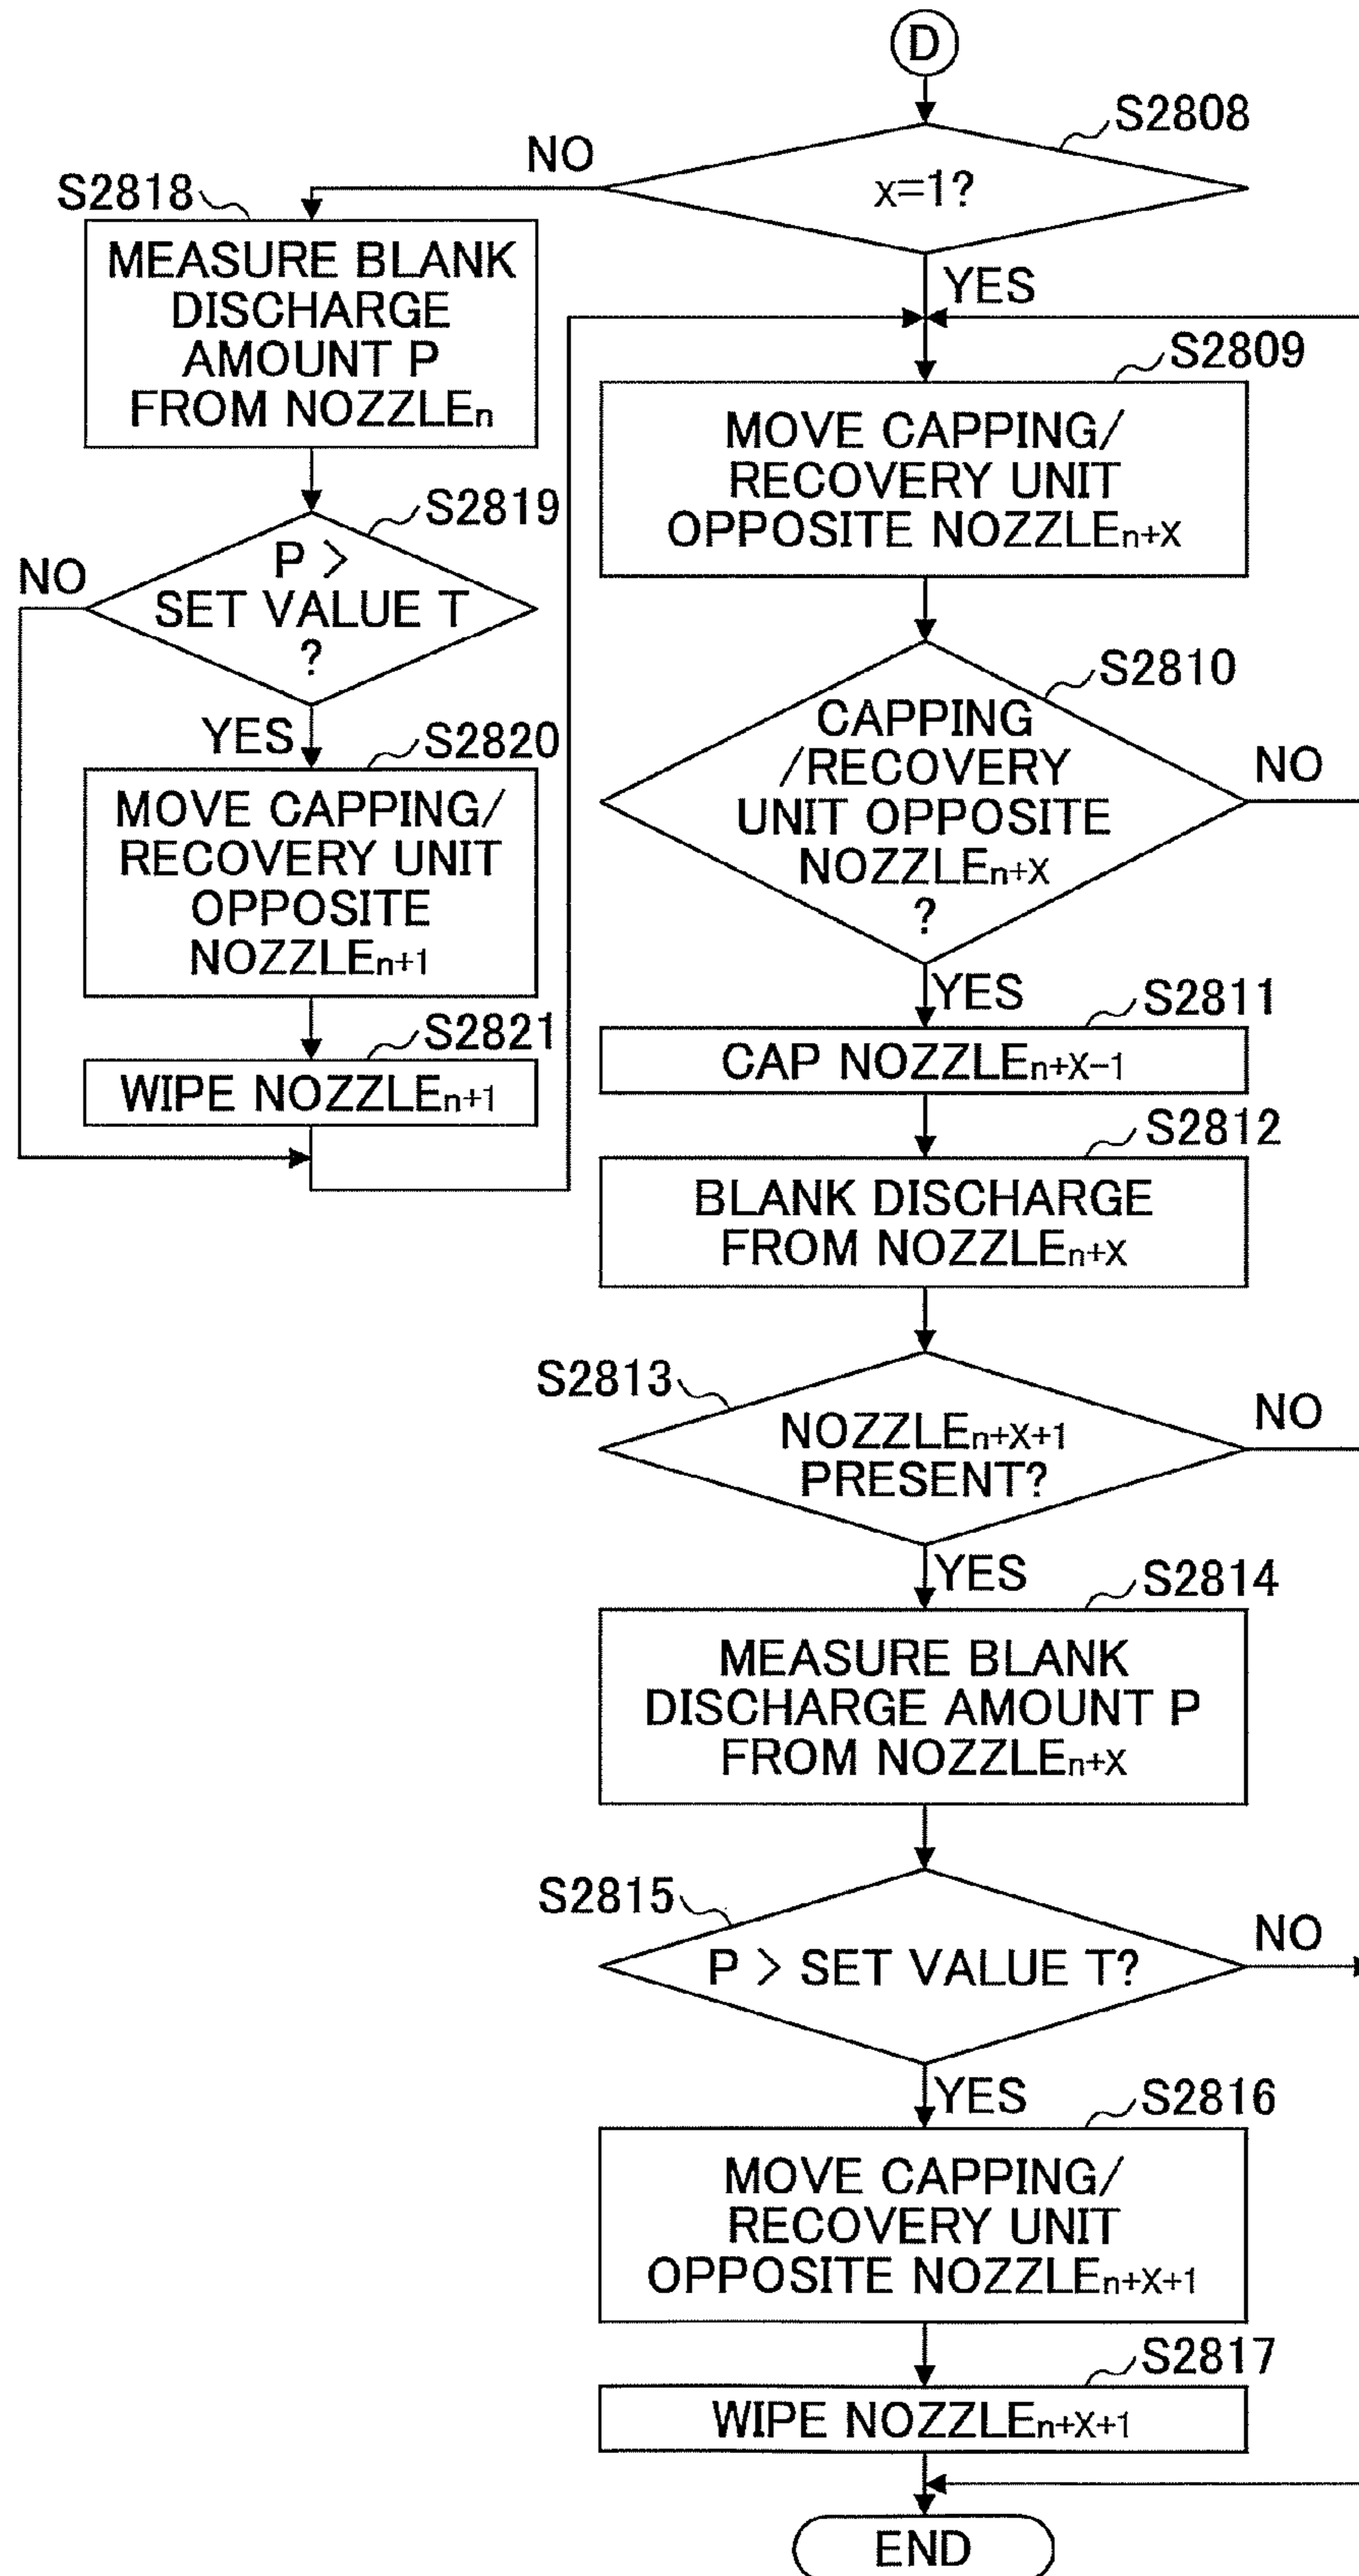 D
S2808
x=1?
NO
YES
S2818
MEASURE BLANK
DISCHARGE
AMOUNT P
FROM NOZZLEn
S2819
P >
SET VALUE T
?
NO
YES
S2820
MOVE CAPPING/
RECOVERY UNIT
OPPOSITE
NOZZLEn+1
S2821
WIPE NOZZLEn+1
S2809
MOVE CAPPING/
RECOVERY UNIT
OPPOSITE NOZZLEn+X
S2810
CAPPING
/RECOVERY
UNIT OPPOSITE
NOZZLEn+X
?
NO
YES
S2811
CAP NOZZLEn+X-1
S2812
BLANK DISCHARGE
FROM NOZZLEn+X
S2813
NOZZLEn+X+1
PRESENT?
NO
YES
S2814
MEASURE BLANK
DISCHARGE AMOUNT P
FROM NOZZLEn+X
S2815
P > SET VALUE T?
NO
YES
S2816
MOVE CAPPING/
RECOVERY UNIT
OPPOSITE NOZZLEn+X+1
S2817
WIPE NOZZLEn+X+1
END